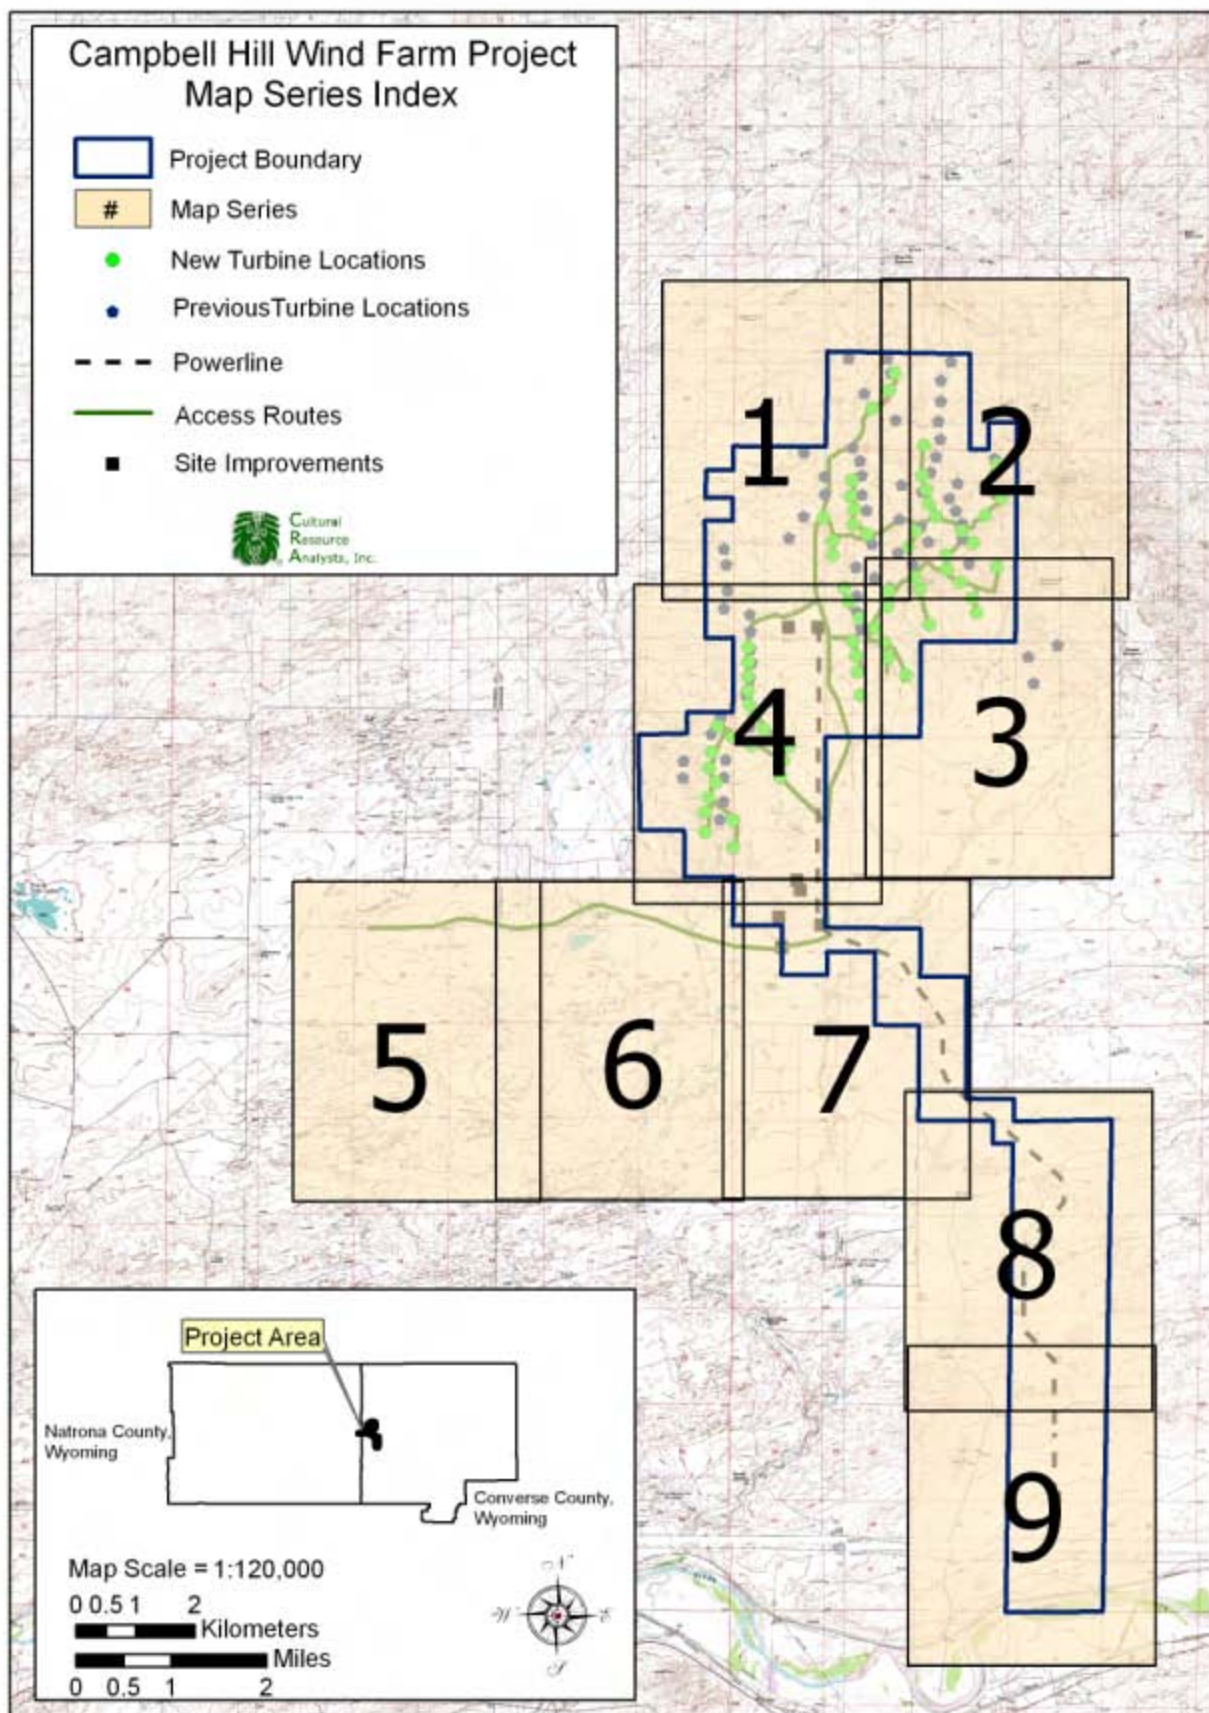 Campbell Hill Wind Farm Project
Map Series Index
Project Boundary
# Map Series
New Turbine Locations
PreviousTurbine Locations
Powerline
Access Routes
Site Improvements
Cultural
Resource
Analysts, Inc.
1
2
4
3
5
6
7
8
9
Project Area
Natrona County,
Wyoming
Converse County,
Wyoming
Map Scale = 1:120,000
0 0.5 1 2
Kilometers
Miles
0 0.5 1 2
N
W E
S